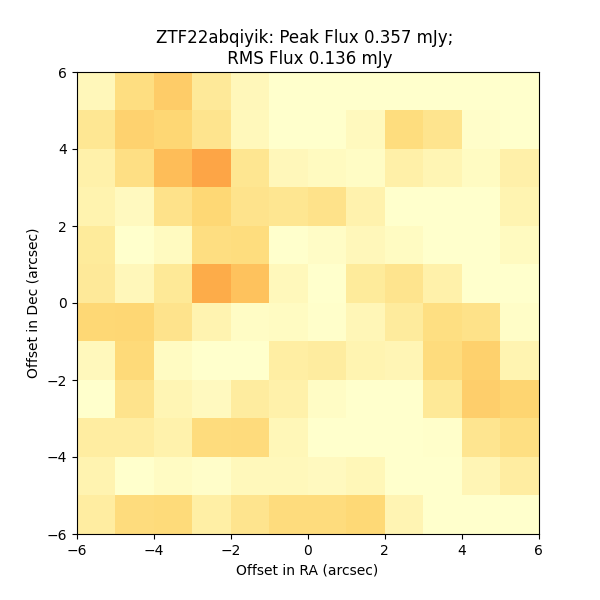 ZTF22abqiyik: Peak Flux 0.357 mJy;
RMS Flux 0.136 mJy
6
4
2
0
−2
−4
−6
Offset in Dec (arcsec)
−6 −4 −2 0 2 4 6
Offset in RA (arcsec)